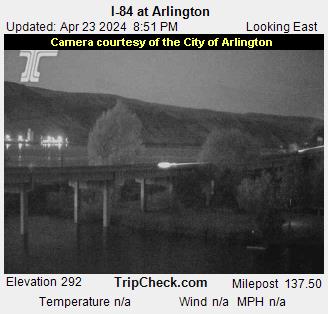 I-84 at Arlington
Updated: Apr 23 2024 8:51 PM Looking East
Camera courtesy of the City of Arlington
Elevation 292 TripCheck.com Milepost 137.50
Temperature n/a Wind n/a MPH n/a